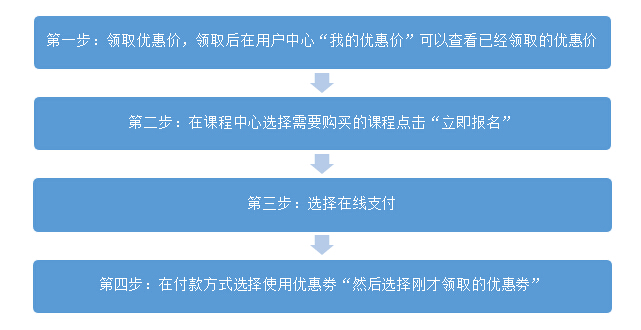 第一步：领取优惠价，领取后在用户中心“我的优惠价”可以查看已经领取的优惠价
第二步：在课程中心选择需要购买的课程点击“立即报名”
第三步：选择在线支付
第四步：在付款方式选择使用优惠券“然后选择刚才领取的优惠券”